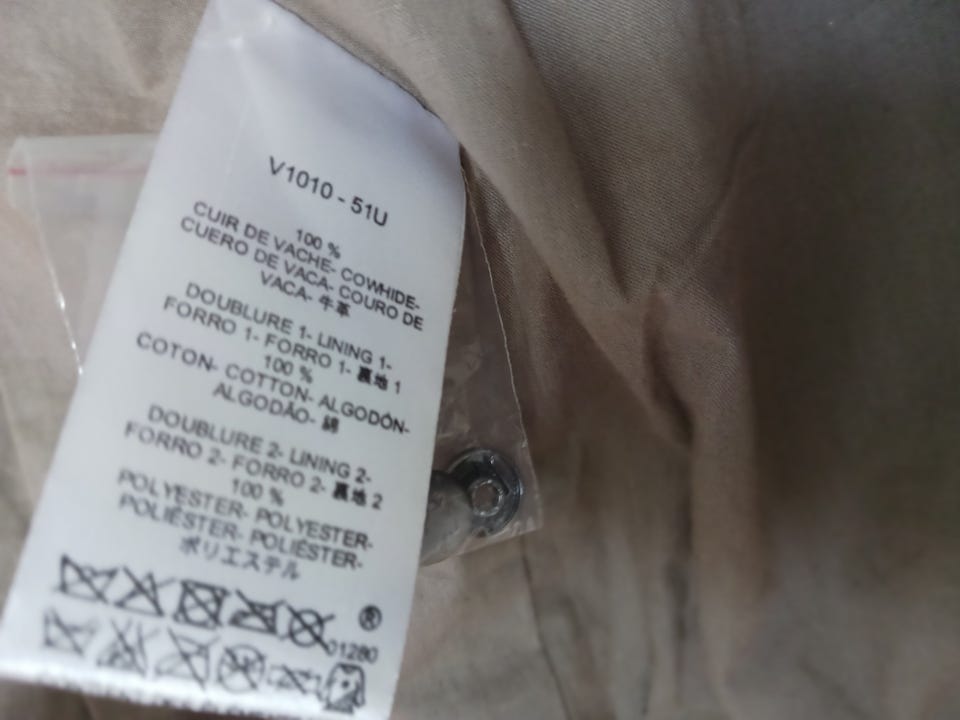 V1010 - 51U
100 %
CUIR DE VACHE- COWHIDE-
CUERO DE VACA- COURO DE
VACA- 牛革
DOUBLURE 1- LINING 1-
FORRO 1- FORRO 1- 裏地 1
100 %
COTON- COTTON- ALGODÓN-
ALGODÃO- 綿
DOUBLURE 2- LINING 2-
FORRO 2- FORRO 2- 裏地 2
100 %
POLYESTER- POLYESTER-
POLIÉSTER- POLIÉSTER-
ポリエステル
®
01280